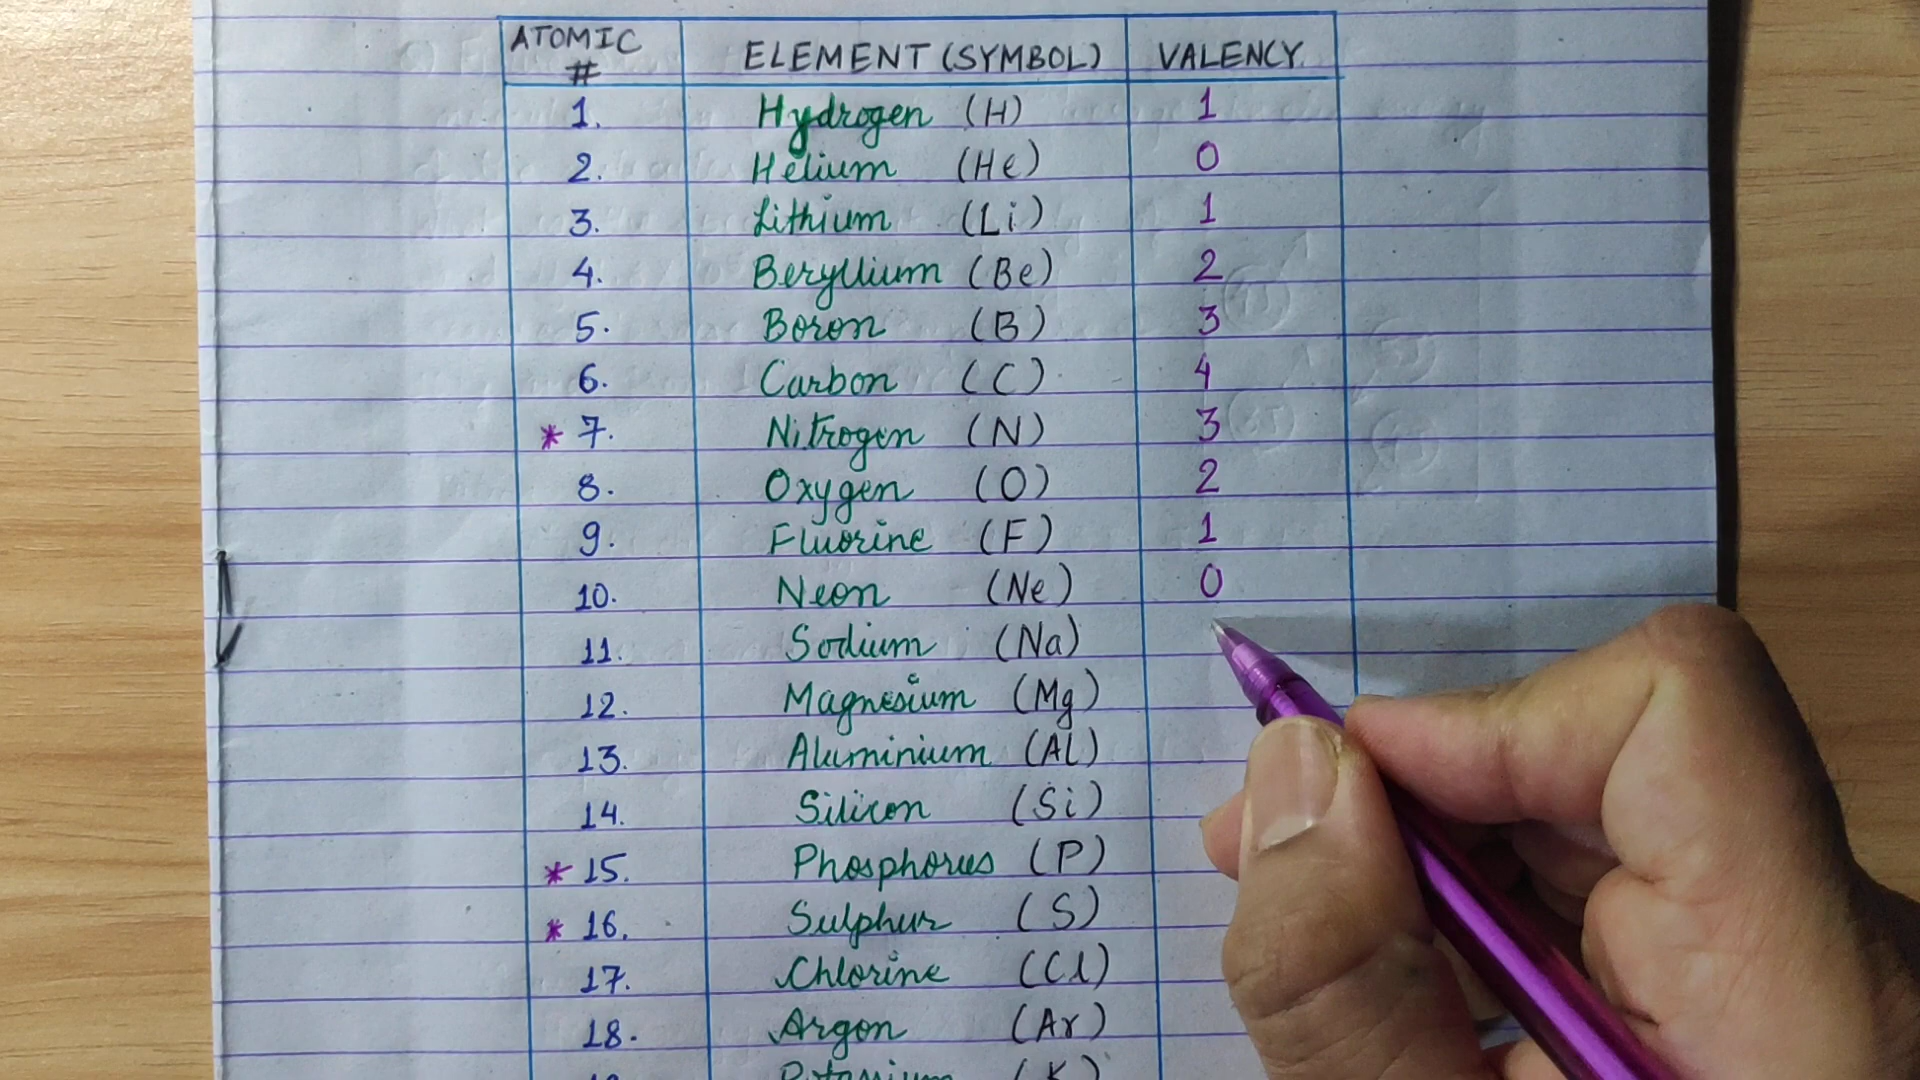 ATOMIC # ELEMENT (SYMBOL) VALENCY
1. Hydrogen (H) 1
2. Helium (He) 0
3. Lithium (Li) 1
4. Beryllium (Be) 2
5. Boron (B) 3
6. Carbon (C) 4
* 7. Nitrogen (N) 3
8. Oxygen (O) 2
9. Fluorine (F) 1
10. Neon (Ne) 0
11. Sodium (Na)
12. Magnesium (Mg)
13. Aluminium (Al)
14. Silicon (Si)
* 15. Phosphorus (P)
* 16. Sulphur (S)
17. Chlorine (Cl)
18. Argon (Ar)
19. Potassium (K)